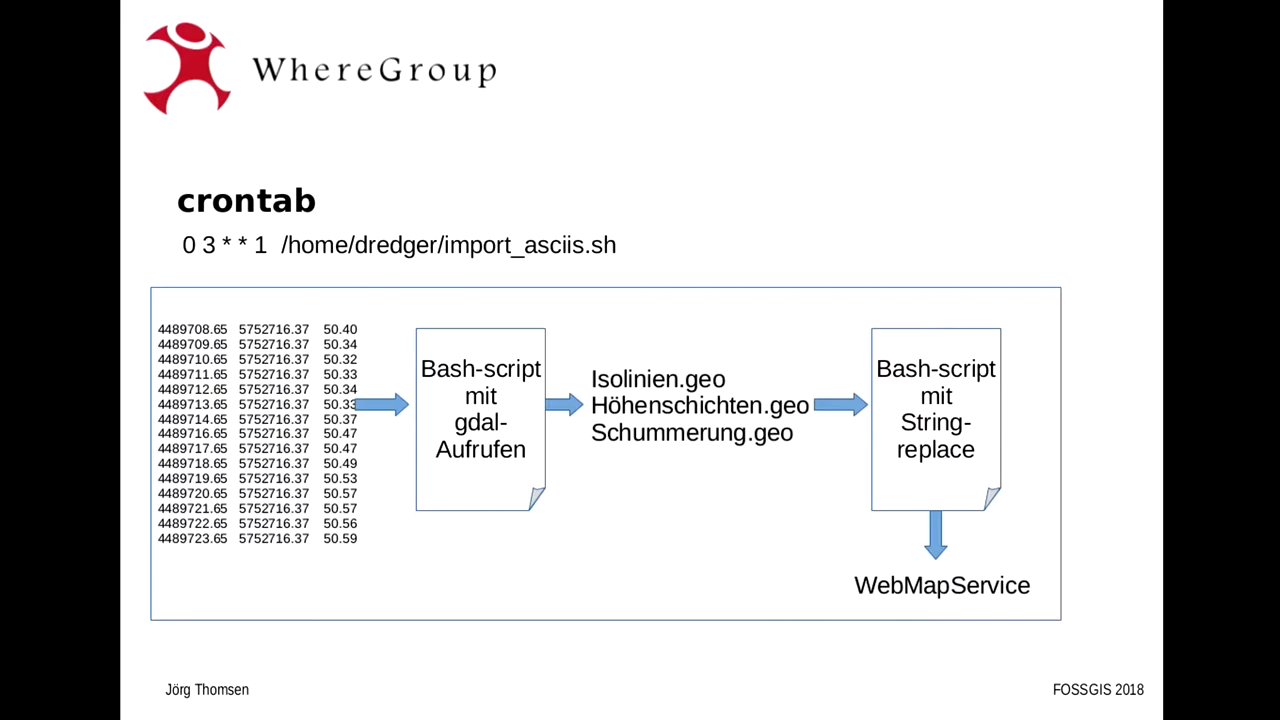 WhereGroup
crontab
0 3 * * 1 /home/dredger/import_asciis.sh
4489708.65 5752716.37 50.40
4489709.65 5752716.37 50.34
4489710.65 5752716.37 50.32
4489711.65 5752716.37 50.33
4489712.65 5752716.37 50.34
4489713.65 5752716.37 50.33
4489714.65 5752716.37 50.37
4489716.65 5752716.37 50.47
4489717.65 5752716.37 50.47
4489718.65 5752716.37 50.49
4489719.65 5752716.37 50.53
4489720.65 5752716.37 50.57
4489721.65 5752716.37 50.57
4489722.65 5752716.37 50.56
4489723.65 5752716.37 50.59
Bash-script
mit
gdal-
Aufrufen
Isolinien.geo
Höhenschichten.geo
Schummerung.geo
Bash-script
mit
String-
replace
WebMapService
Jörg Thomsen
FOSSGIS 2018